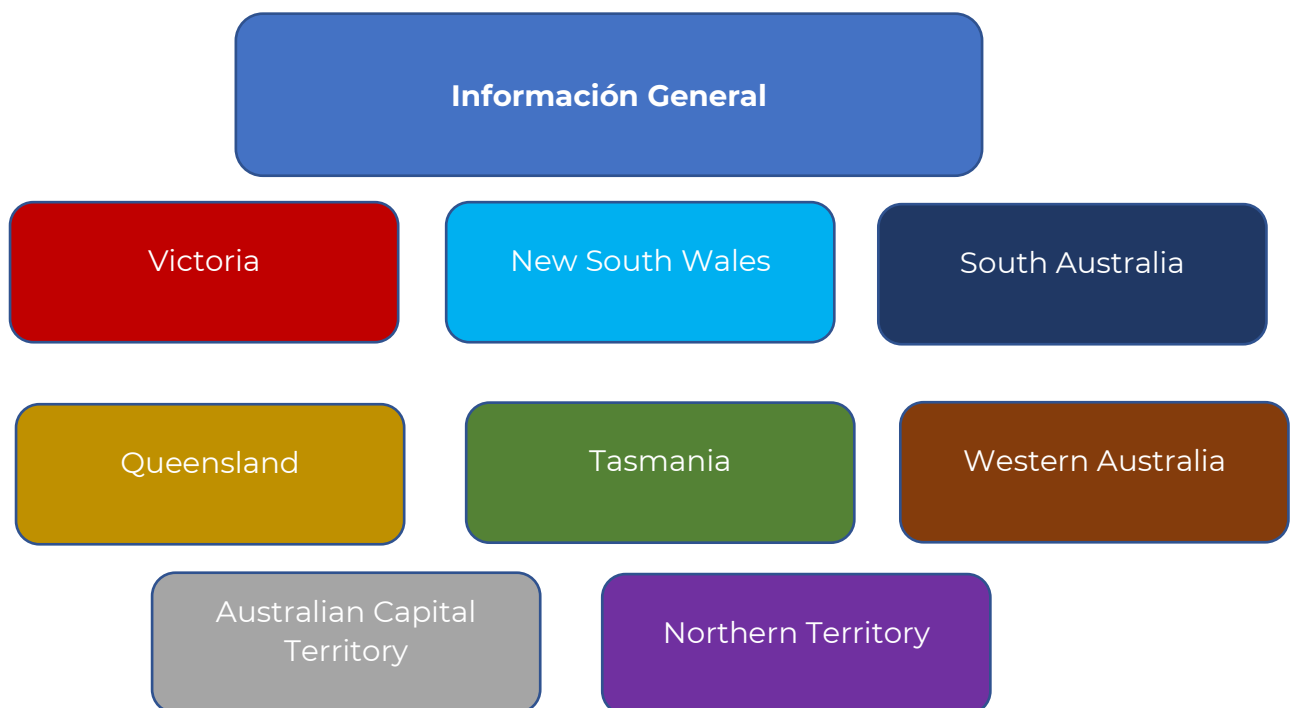 Información General
Victoria
New South Wales
South Australia
Queensland
Tasmania
Western Australia
Australian Capital
Territory
Northern Territory